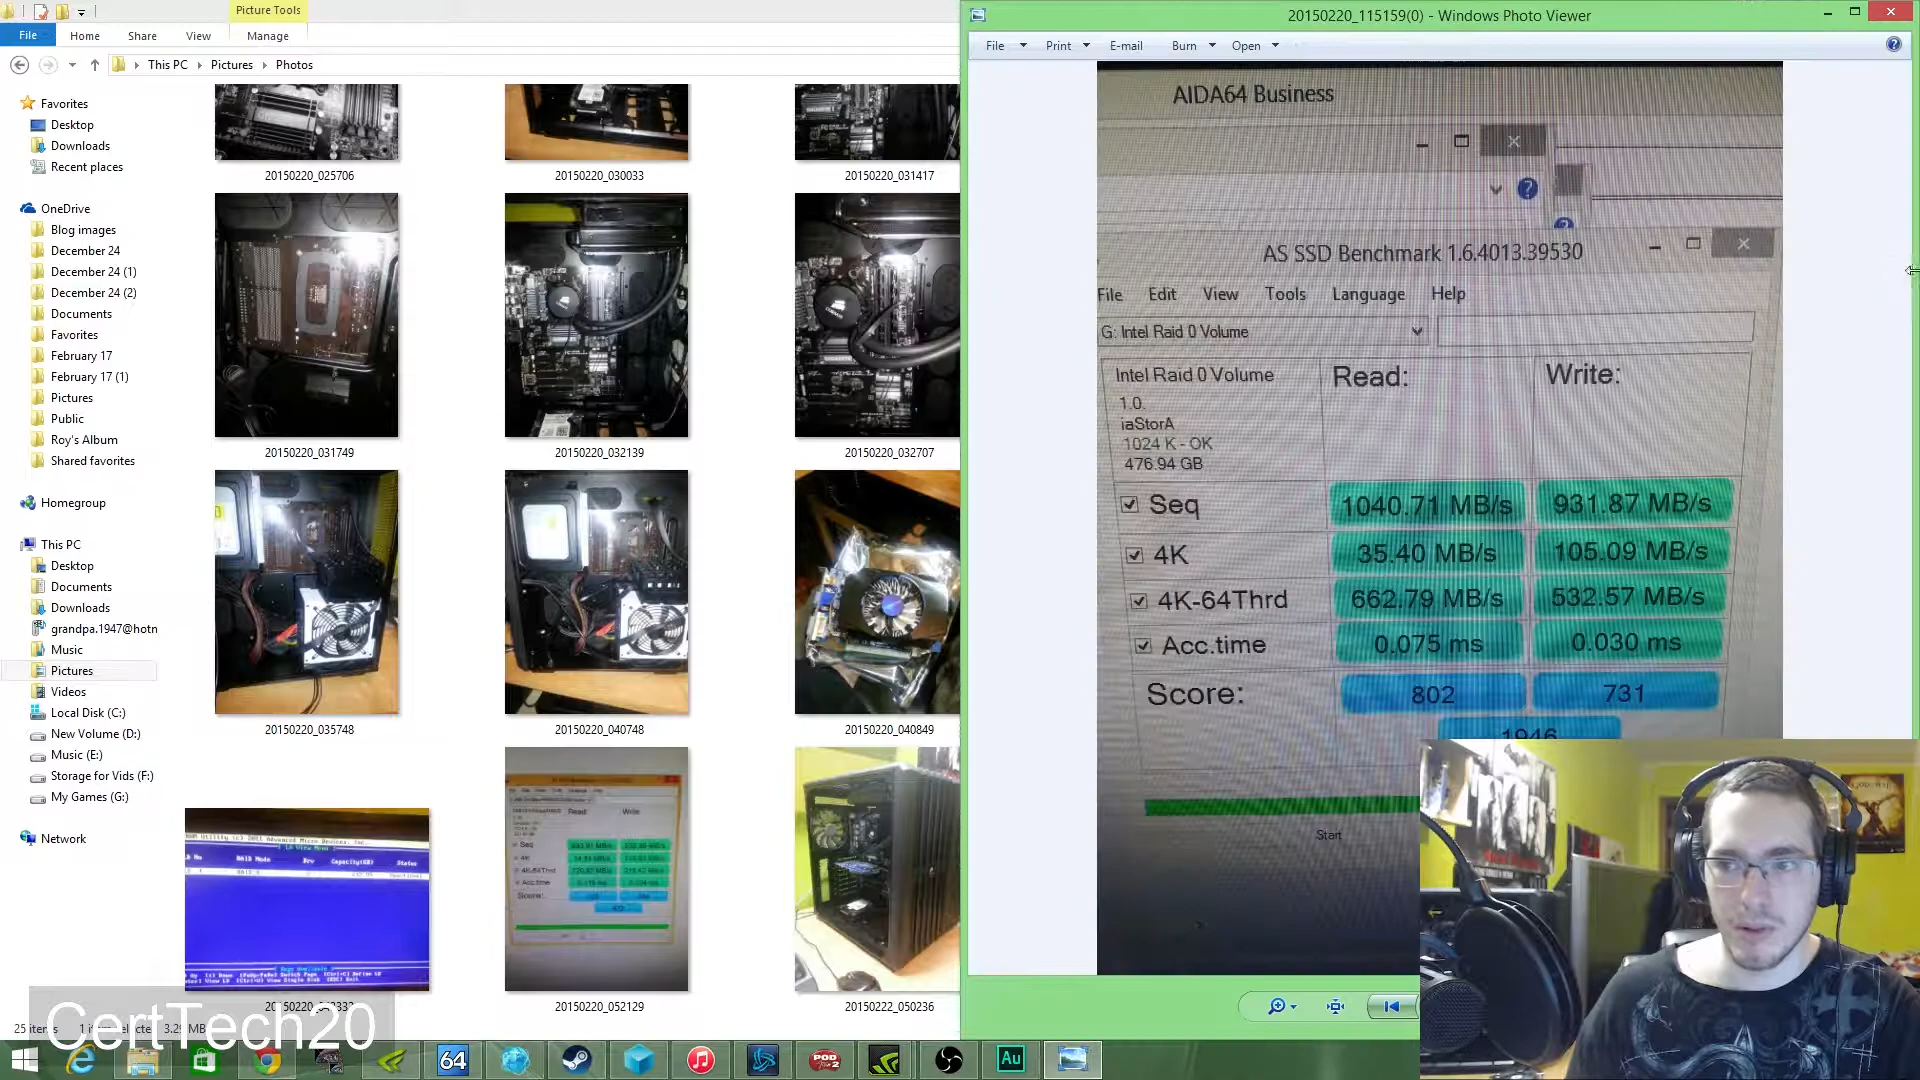 Picture Tools
File Home Share View Manage
This PC Pictures Photos
Favorites
Desktop
Downloads
Recent places
OneDrive
Blog images
December 24
December 24 (1)
December 24 (2)
Documents
Favorites
February 17
February 17 (1)
Pictures
Public
Roy's Album
Shared favorites
Homegroup
This PC
Desktop
Documents
Downloads
grandpa.1947@hotn
Music
Pictures
Videos
Local Disk (C:)
New Volume (D:)
Music (E:)
Storage for Vids (F:)
My Games (G:)
Network
20150220_025706 20150220_030033 20150220_031417
20150220_031749 20150220_032139 20150220_032707
20150220_035748 20150220_040748 20150220_040849
20150220_052129 20150222_050236
25 items
3.29 MB
CertTech20
64
POD
Au
20150220_115159(0) - Windows Photo Viewer
File Print E-mail Burn Open
AIDA64 Business
AS SSD Benchmark 1.6.4013.39530
File Edit View Tools Language Help
G: Intel Raid 0 Volume
Intel Raid 0 Volume
1.0.
iaStorA
1024 K - OK
476.94 GB
Read: Write:
Seq 1040.71 MB/s 931.87 MB/s
4K 35.40 MB/s 105.09 MB/s
4K-64Thrd 662.79 MB/s 532.57 MB/s
Acc.time 0.075 ms 0.030 ms
Score: 802 731
1946
Start